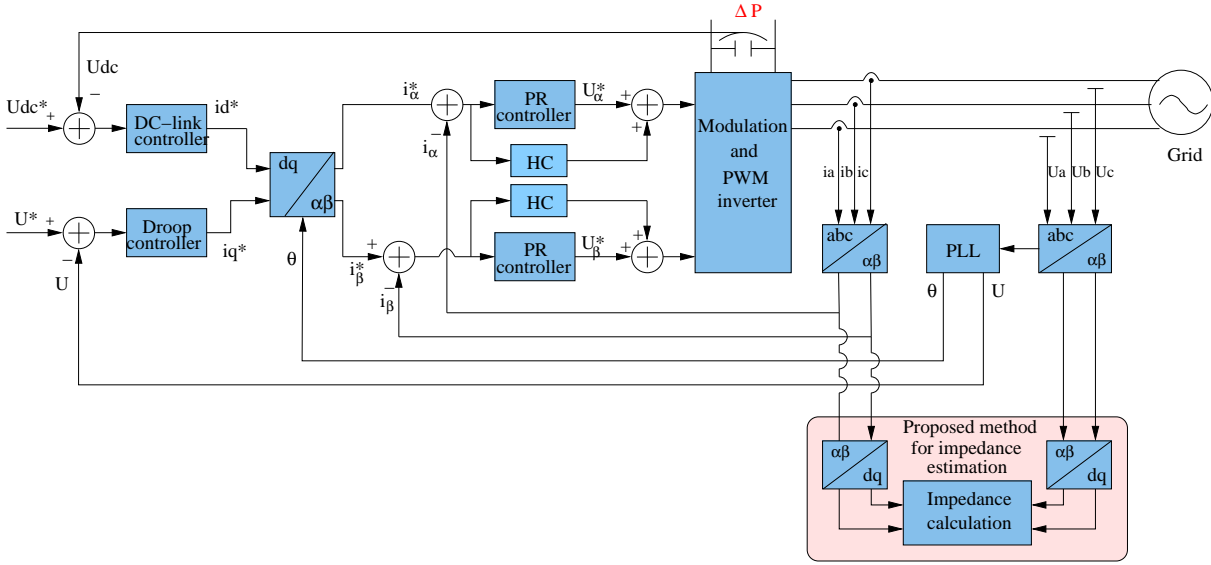 ΔP
Udc
−
Udc*
+
DC−link
controller
id*
i*α
−
iα
PR
controller
U*α
+
+
HC
Modulation
and
PWM
inverter
Grid
ia
ib
ic
Ua
Ub
Uc
dq
αβ
HC
U*
+
−
U
Droop
controller
iq*
θ
+
i*β
−
iβ
PR
controller
U*β
+
+
abc
αβ
PLL
θ
U
abc
αβ
Proposed method
for impedance
estimation
αβ
dq
αβ
dq
Impedance
calculation